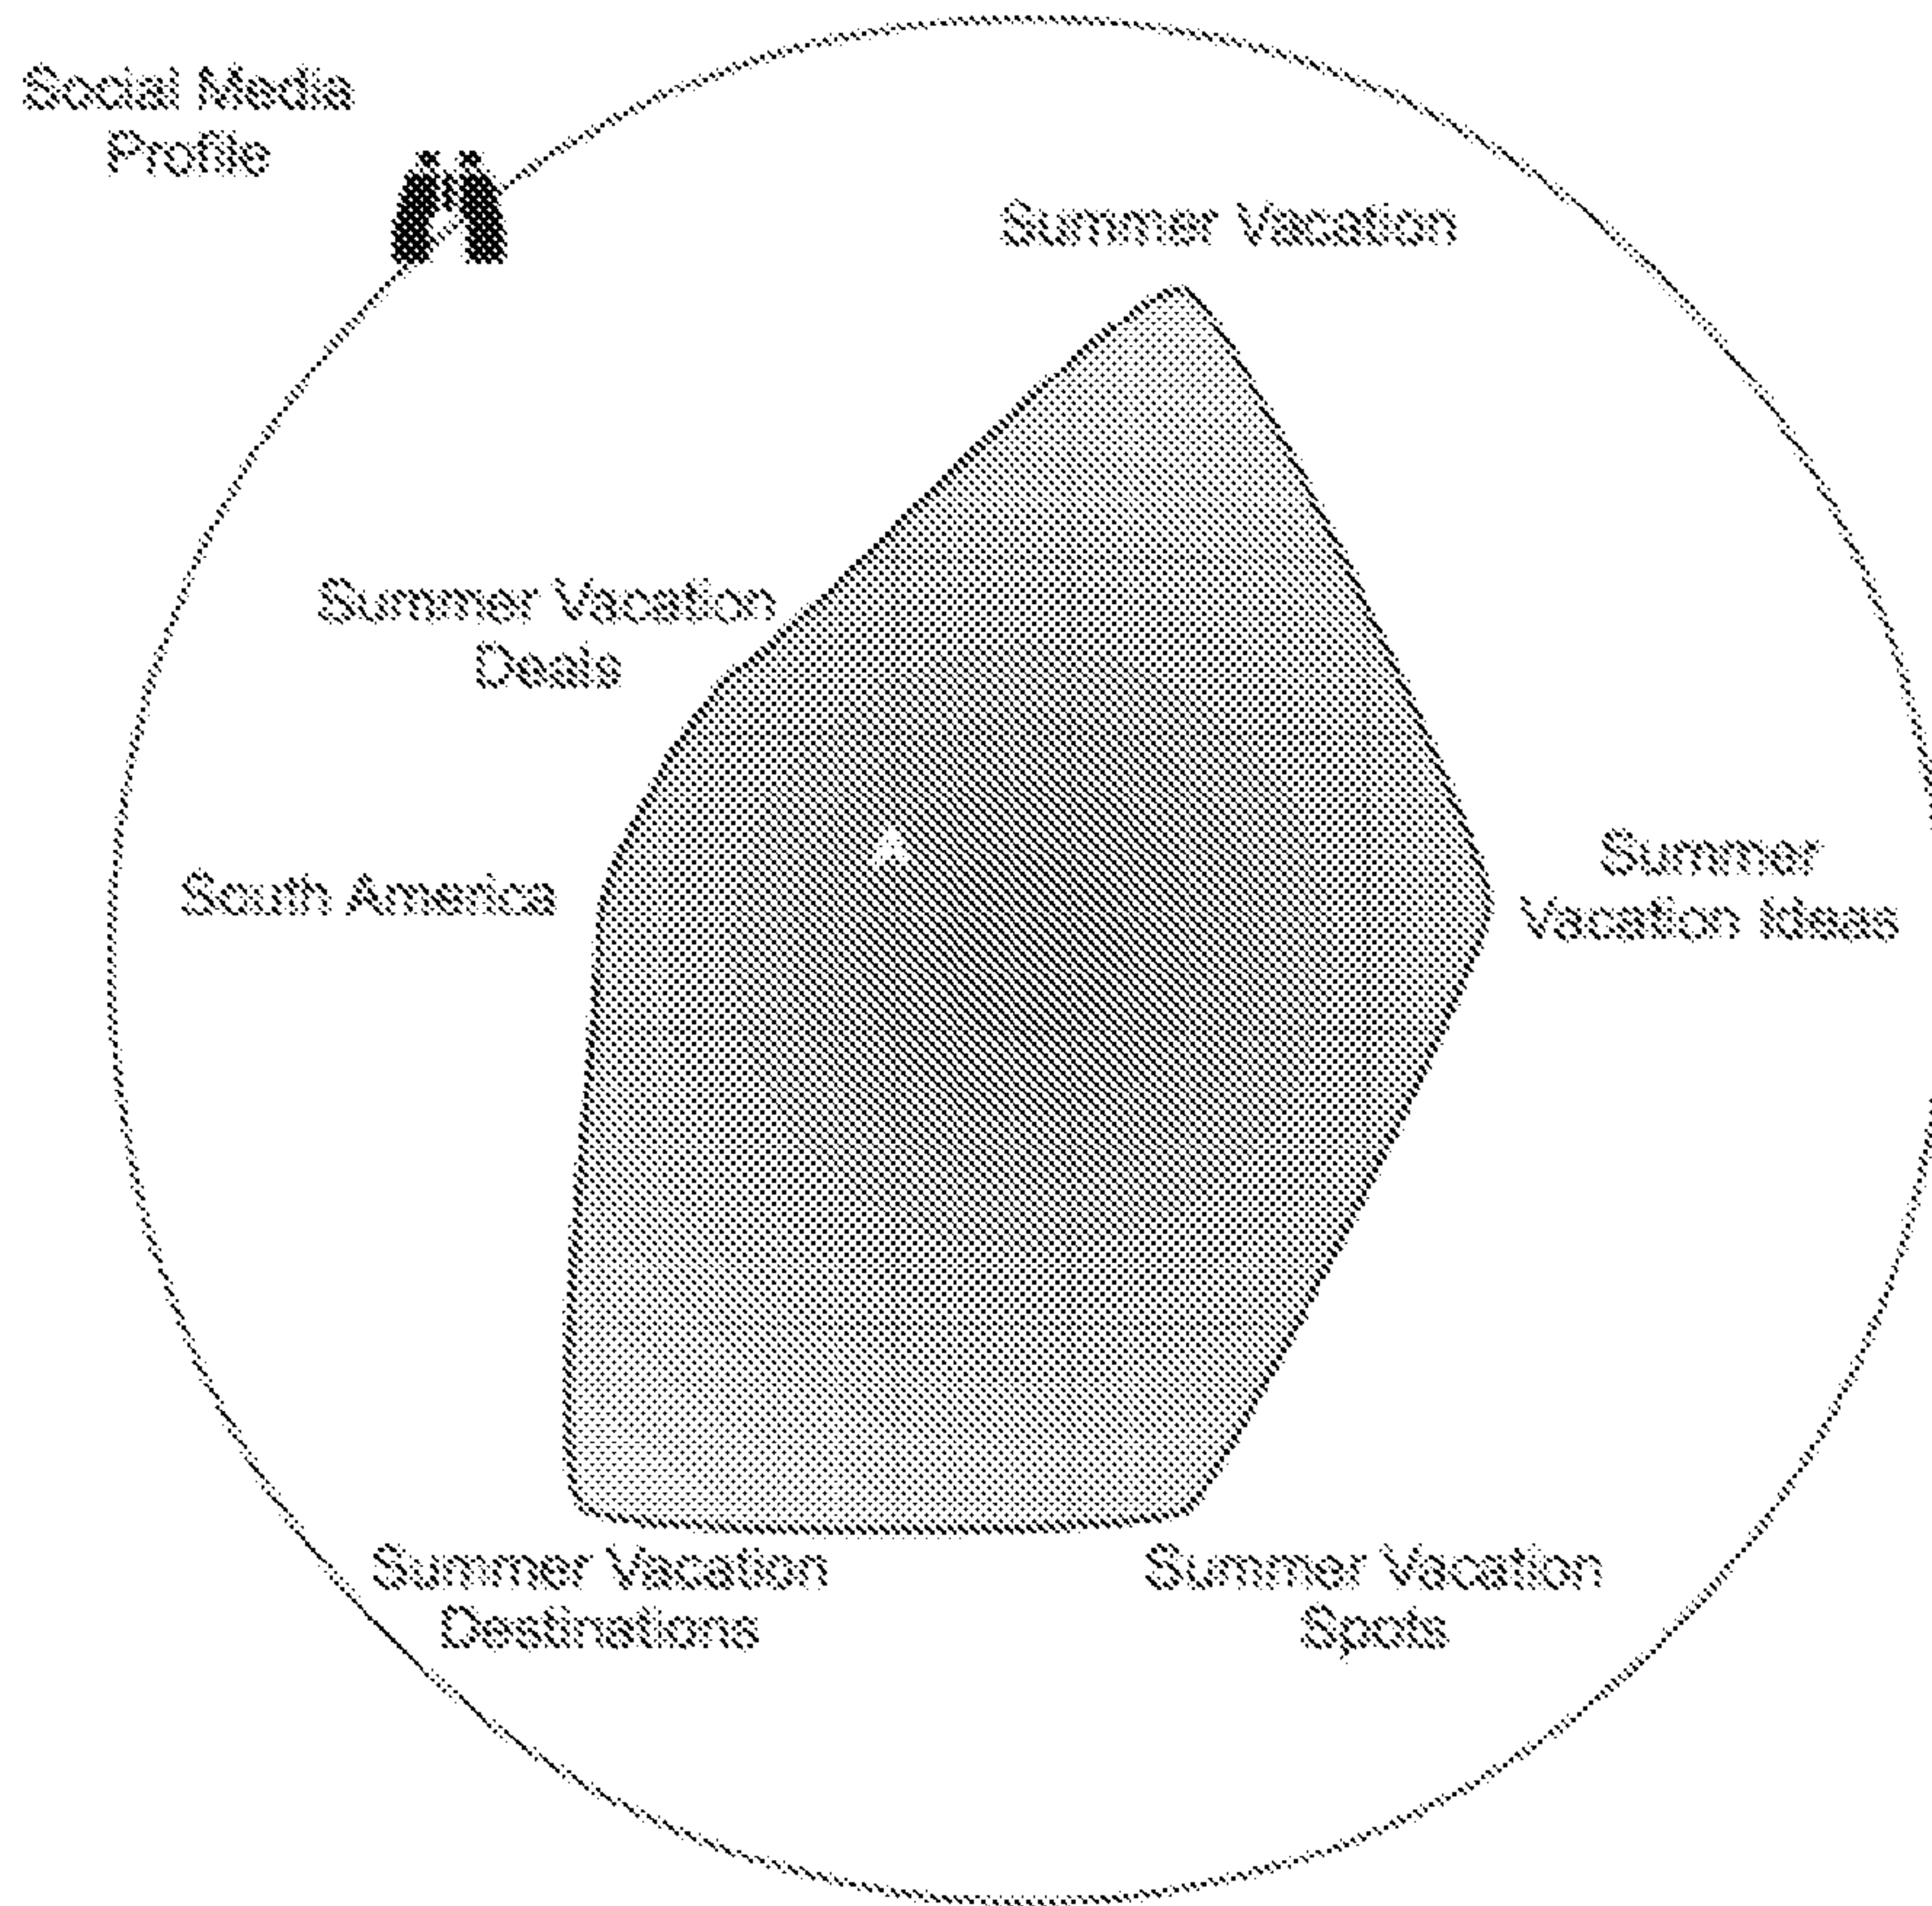 Social Media
Profile
Summer Vacation
Summer Vacation
Deals
South America
Summer
Vacation Ideas
Summer Vacation
Destinations
Summer Vacation
Spots